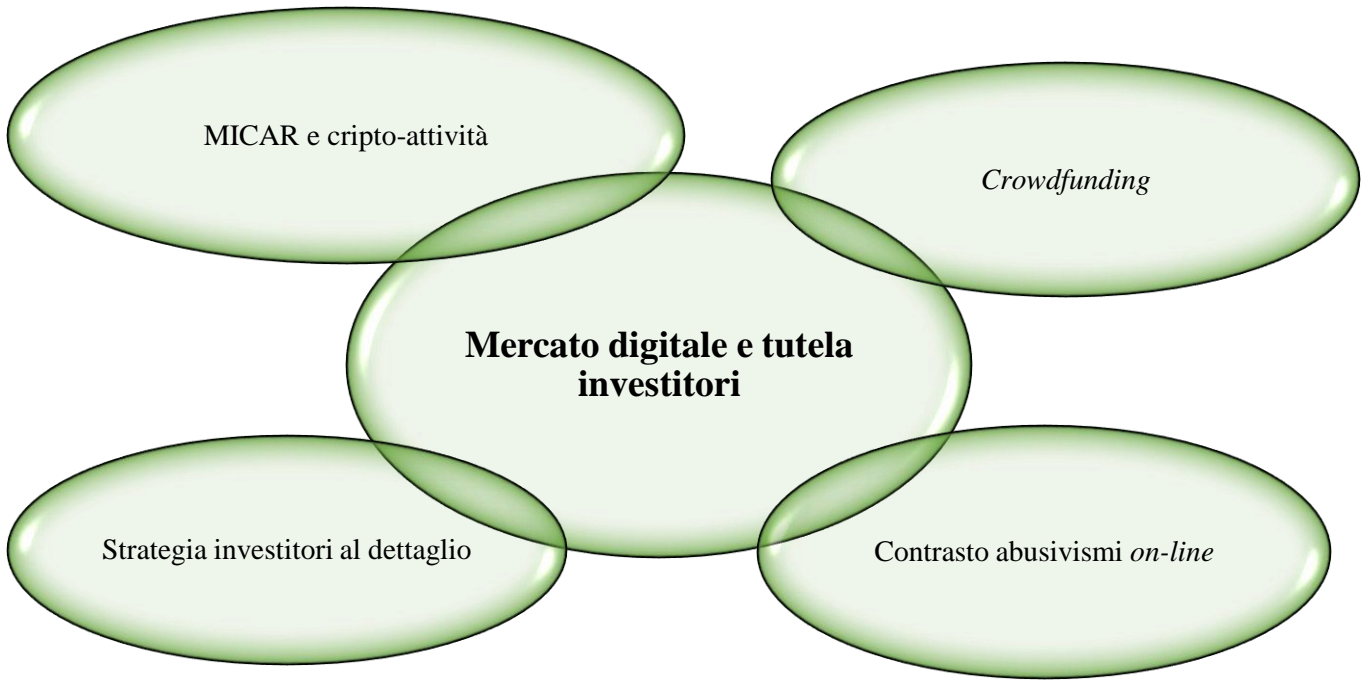 MICAR e cripto-attività
Crowdfunding
Mercato digitale e tutela
investitori
Strategia investitori al dettaglio
Contrasto abusivismi on-line